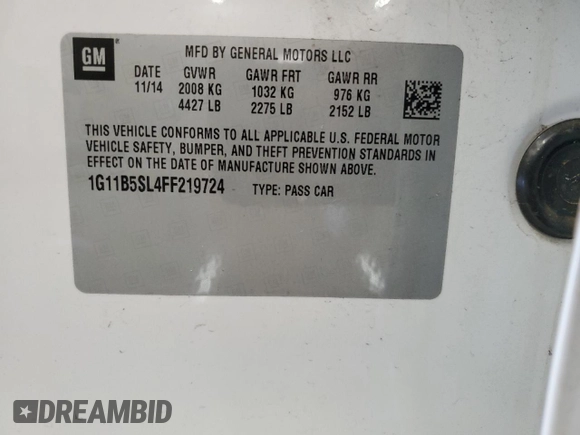 GM
MFD BY GENERAL MOTORS LLC
DATE GVWR GAWR FRT GAWR RR
11/14 2008 KG 1032 KG 976 KG
4427 LB 2275 LB 2152 LB
THIS VEHICLE CONFORMS TO ALL APPLICABLE U.S. FEDERAL MOTOR
VEHICLE SAFETY, BUMPER, AND THEFT PREVENTION STANDARDS IN
EFFECT ON THE DATE OF MANUFACTURE SHOWN ABOVE.
1G11B5SL4FF219724 TYPE: PASS CAR
DREAMBID